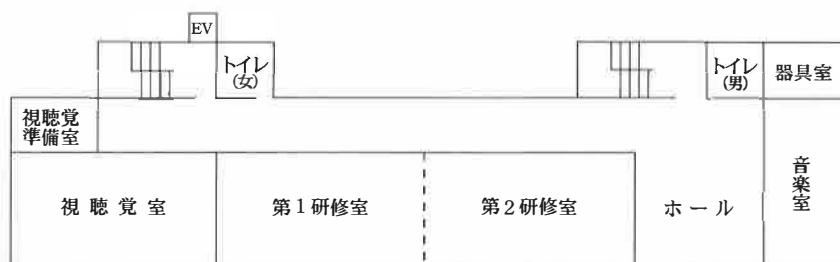 EV
トイレ
(女)
トイレ
(男)
器具室
視聴覚
準備室
視聴覚室
第1研修室
第2研修室
ホール
音楽室